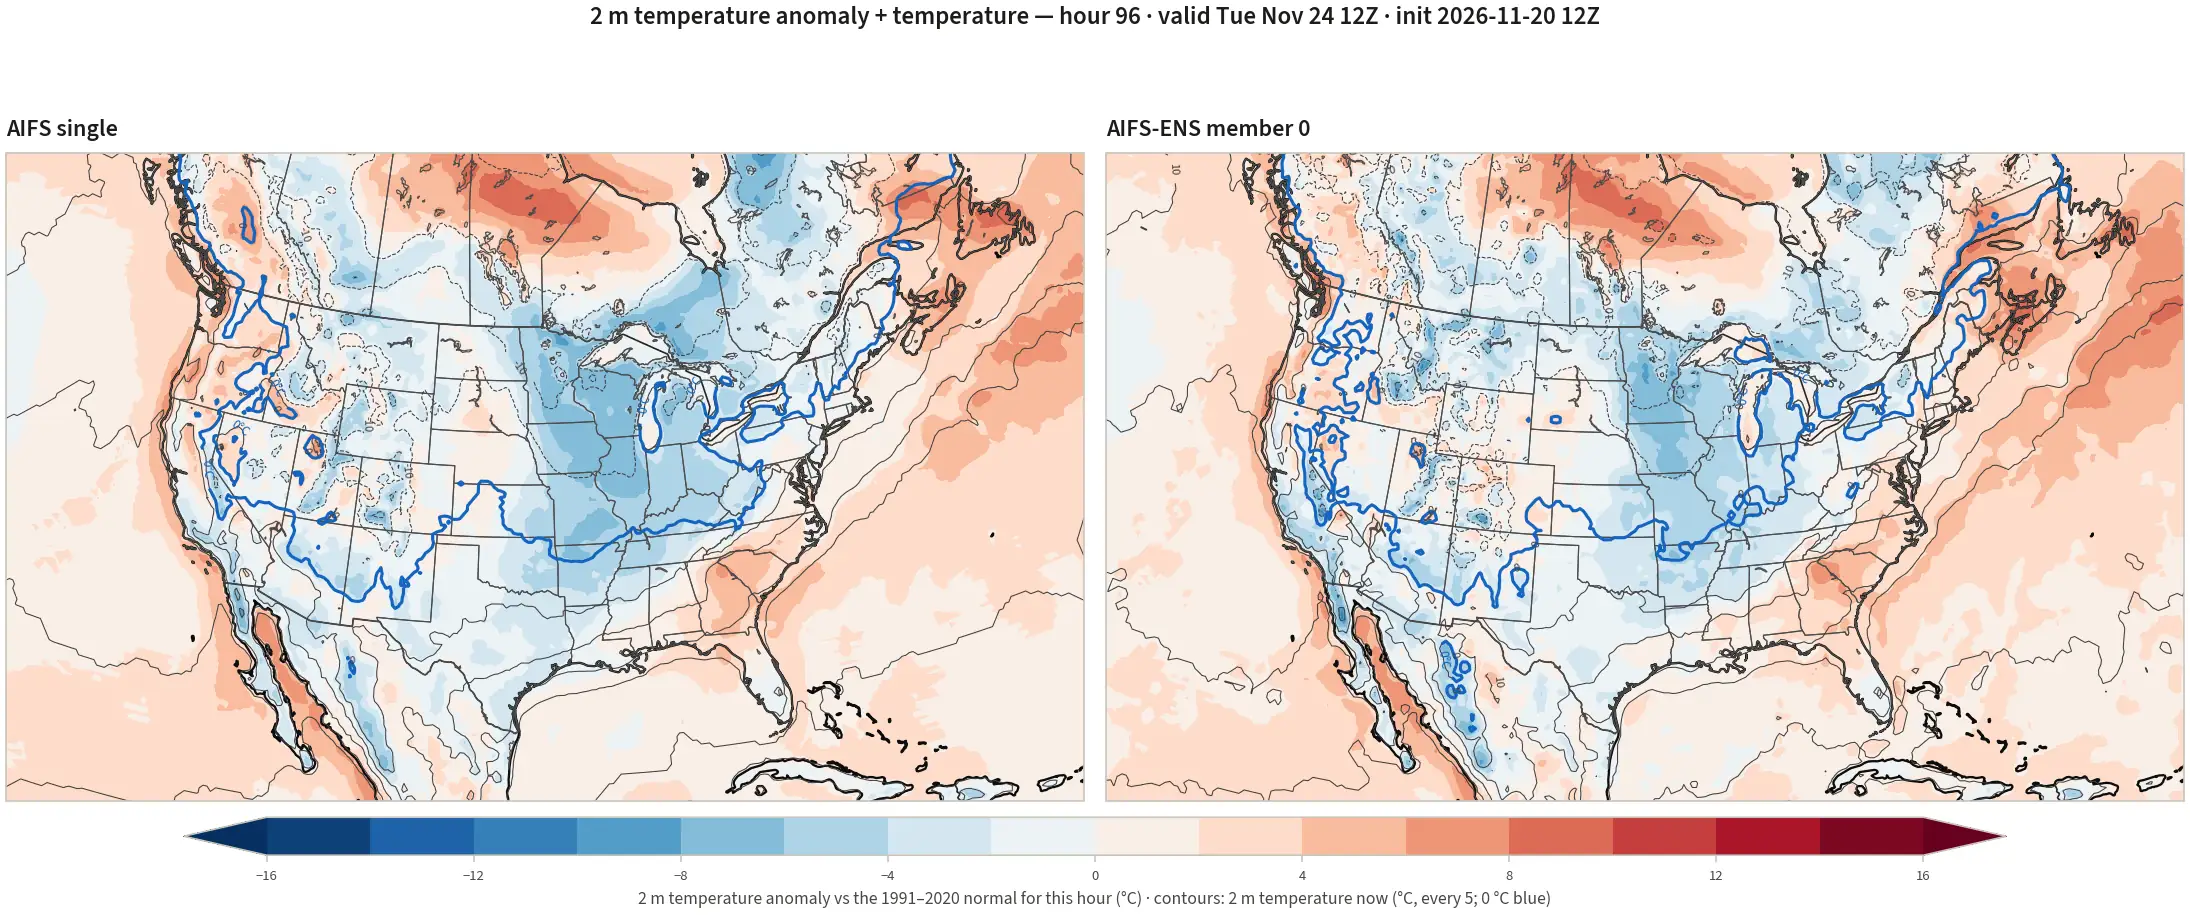 2 m temperature anomaly + temperature — hour 96 · valid Tue Nov 24 12Z · init 2026-11-20 12Z
AIFS single
AIFS-ENS member 0
−16 −12 −8 −4 0 4 8 12 16
2 m temperature anomaly vs the 1991–2020 normal for this hour (°C) · contours: 2 m temperature now (°C, every 5; 0 °C blue)